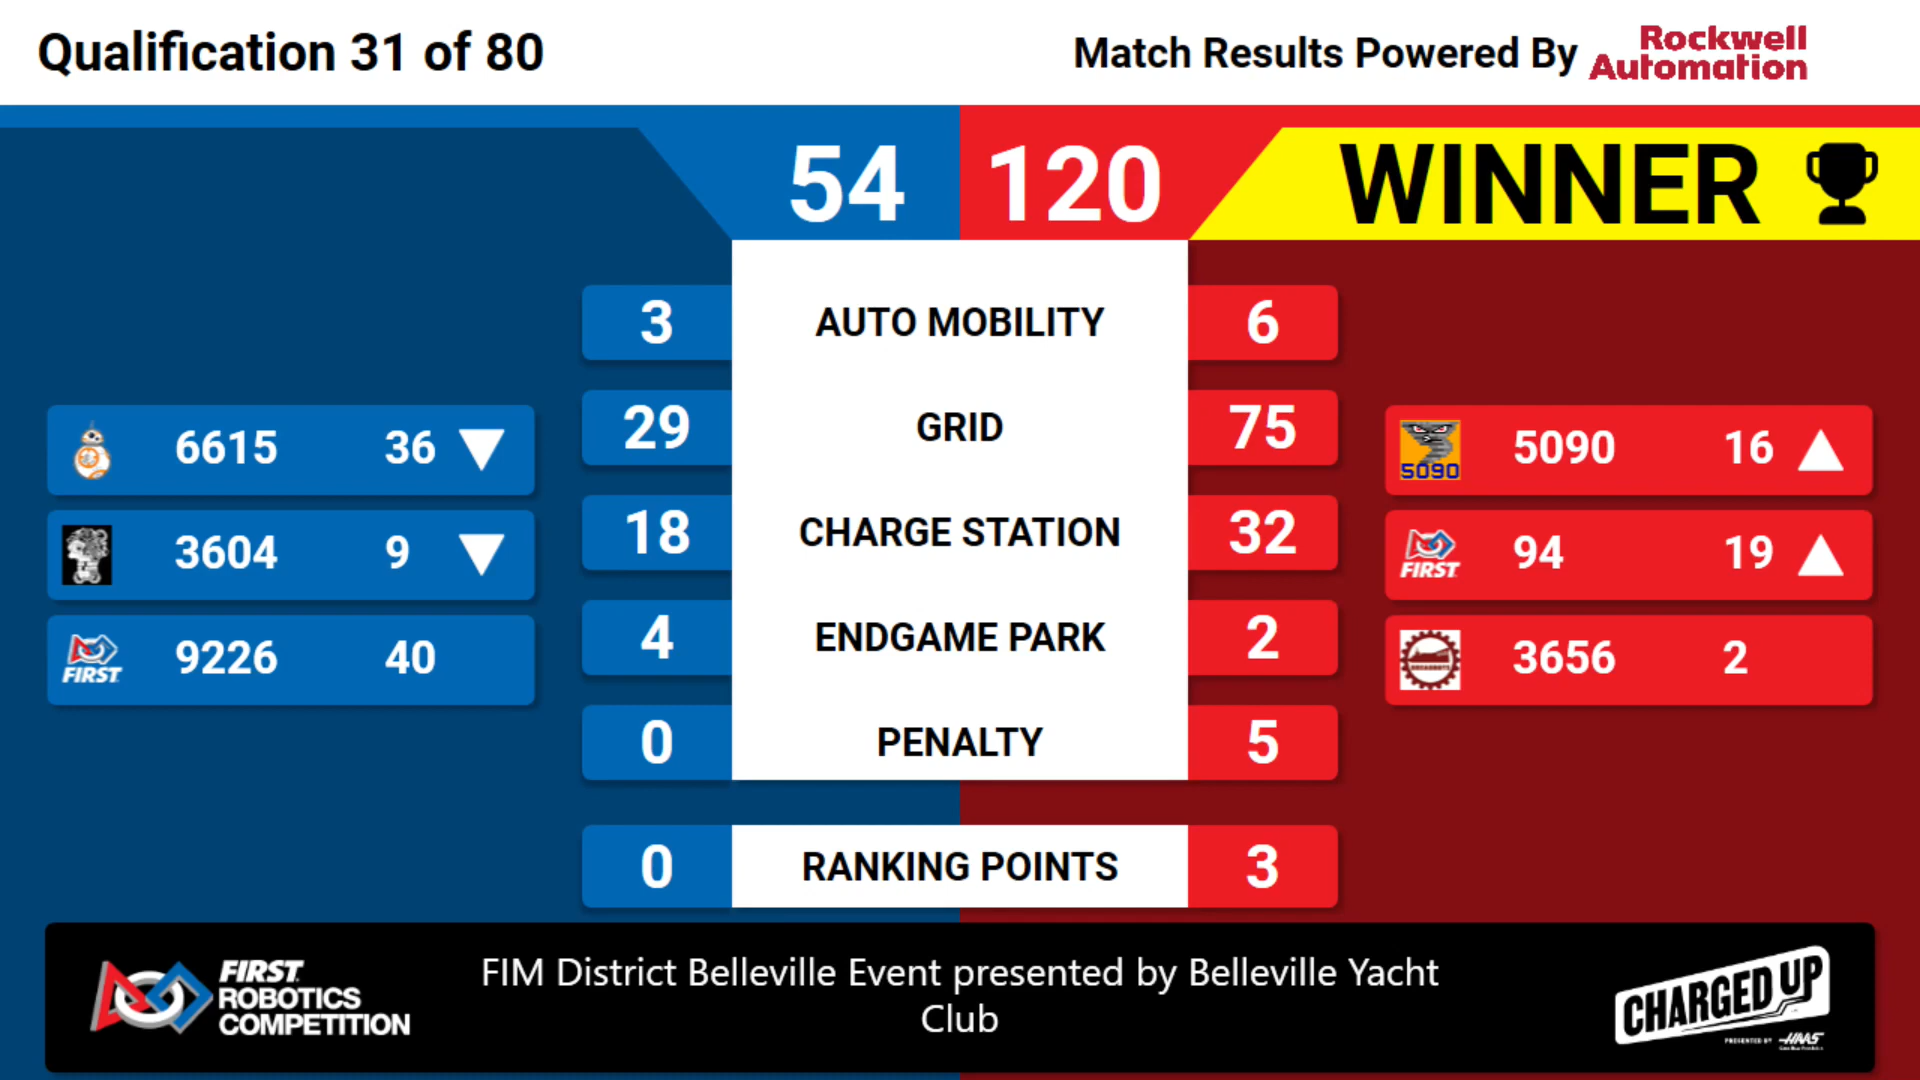 Qualification 31 of 80
Match Results Powered By Rockwell Automation
54 120 WINNER
3 AUTO MOBILITY 6
29 GRID 75
6615 36 5090 16
5090
18 CHARGE STATION 32
3604 9 94 19
FIRST
4 ENDGAME PARK 2
9226 40 3656 2
FIRST
0 PENALTY 5
0 RANKING POINTS 3
FIRST
ROBOTICS
COMPETITION
FIM District Belleville Event presented by Belleville Yacht
Club
CHARGED UP
PRESENTED BY HAAS